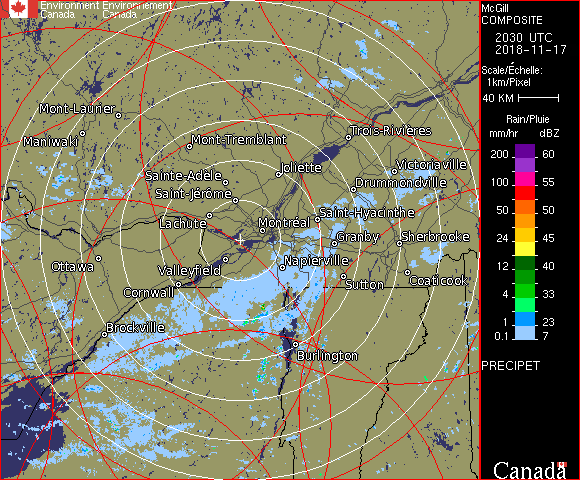 Environment Environnement
Canada Canada
McGill
COMPOSITE
2030 UTC
2018-11-17
Scale/Échelle:
1km/Pixel
40 KM
Rain/Pluie
mm/hr dBZ
200 60
100 55
50 50
24 45
12 40
4 33
1 23
0.1 7
PRECIPET
Canada
Mont-Laurier
Maniwaki
Mont-Tremblant
Trois-Rivières
Sainte-Adèle
Joliette
Victoriaville
Saint-Jérôme
Drummondville
Lachute
Montréal
Saint-Hyacinthe
Granby
Sherbrooke
Ottawa
Valleyfield
Napierville
Cornwall
Sutton
Coaticook
Brockville
Burlington